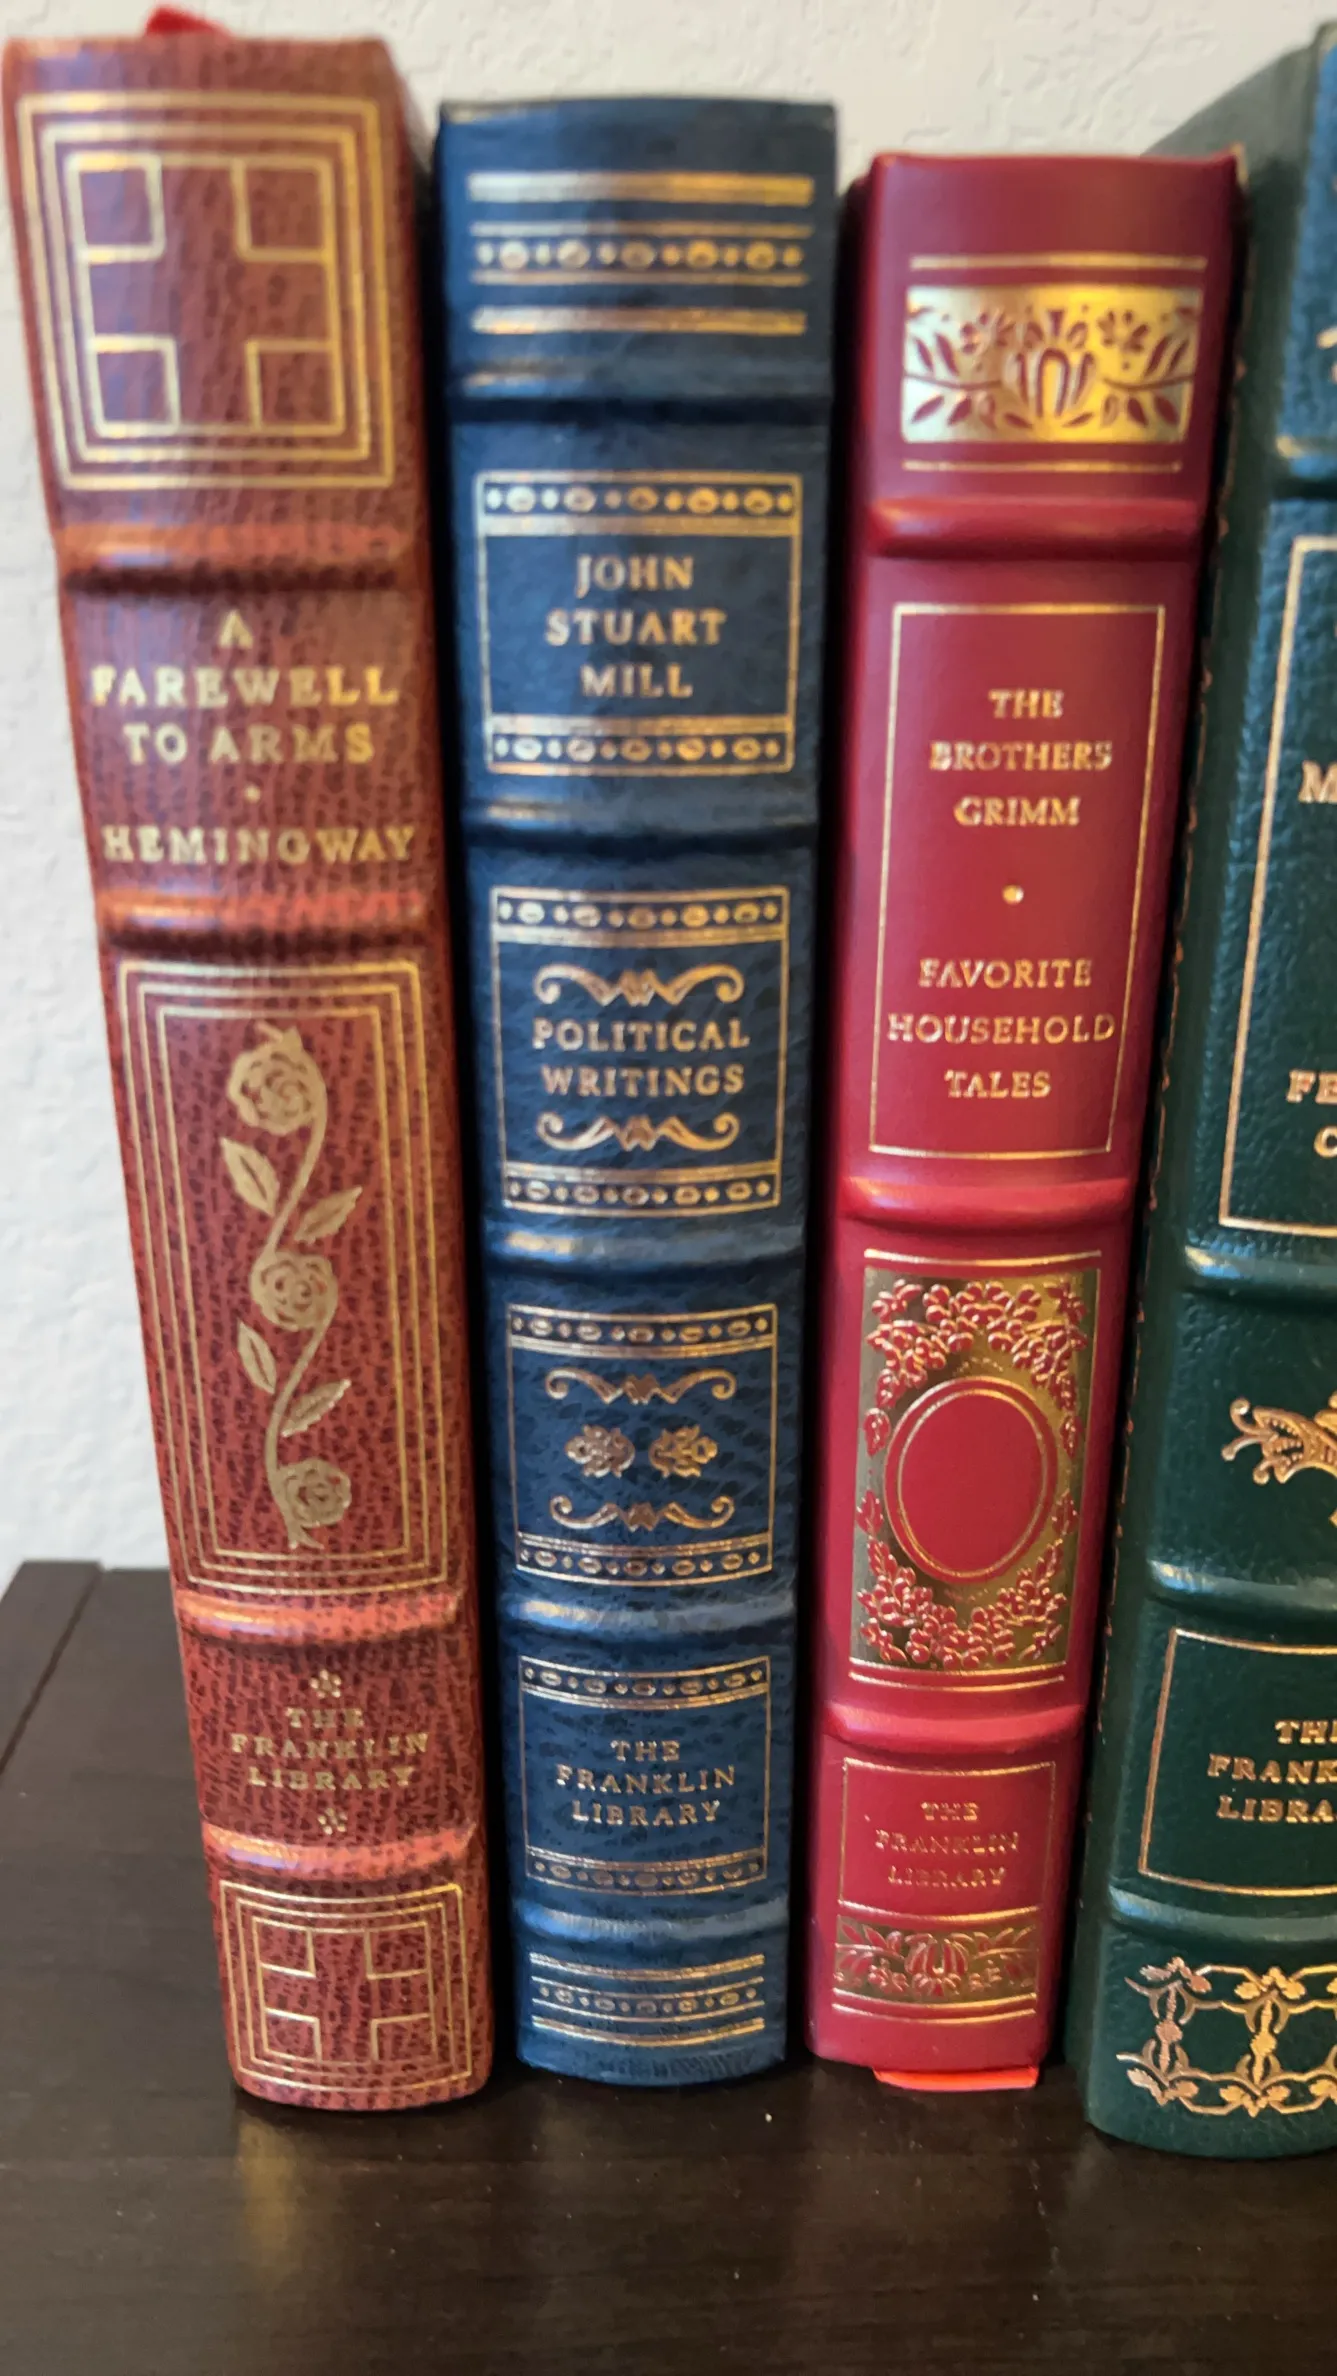 A
FAREWELL
TO ARMS
HEMINGWAY
THE
FRANKLIN
LIBRARY
JOHN
STUART
MILL
POLITICAL
WRITINGS
THE
FRANKLIN
LIBRARY
THE
BROTHERS
GRIMM
FAVORITE
HOUSEHOLD
TALES
THE
FRANKLIN
LIBRARY